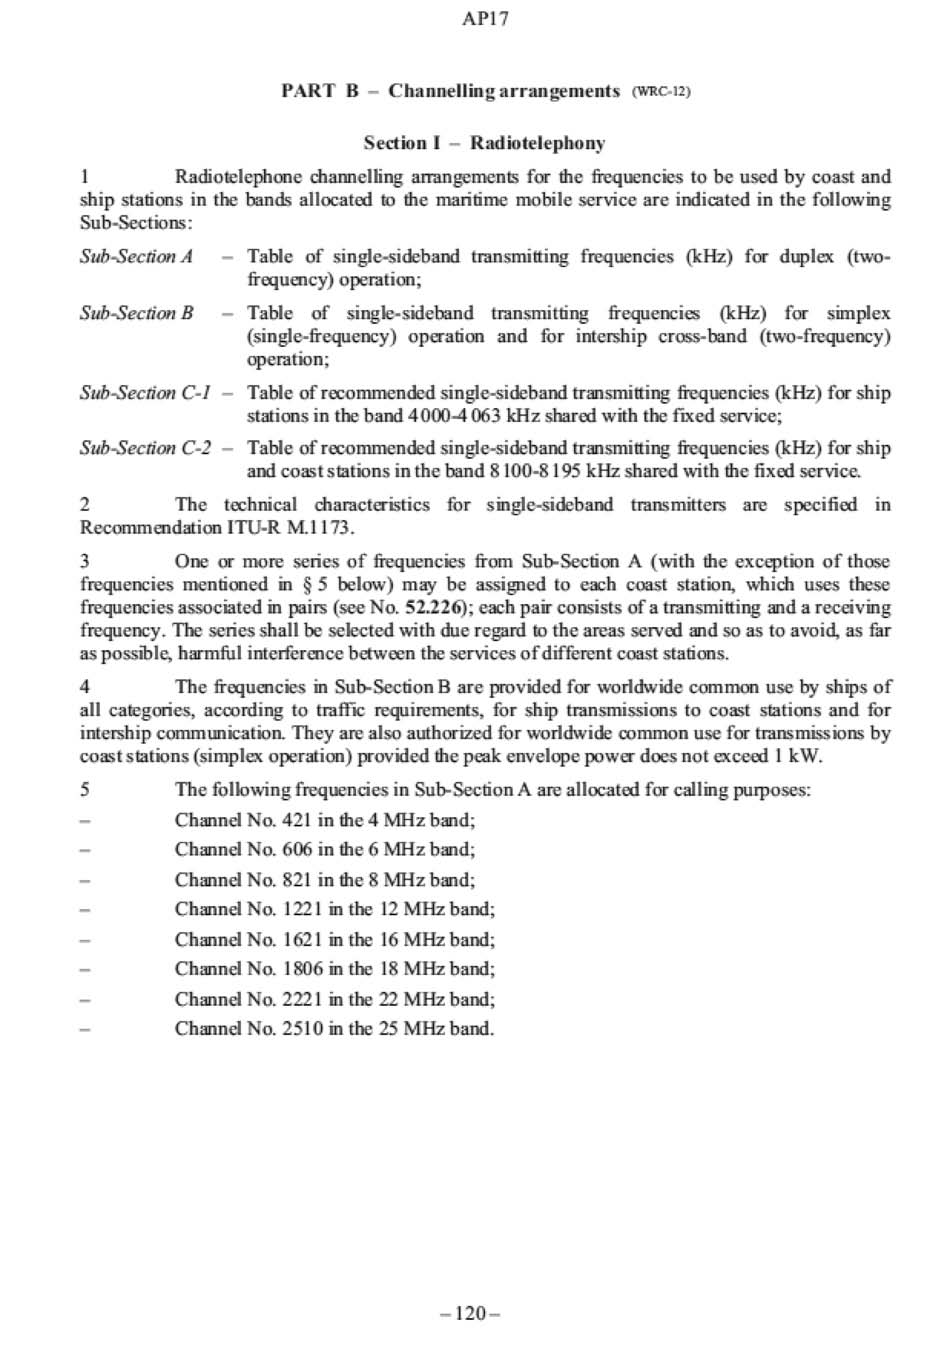 AP17
PART B – Channelling arrangements (WRC-12)
Section I – Radiotelephony
1 Radiotelephone channelling arrangements for the frequencies to be used by coast and
ship stations in the bands allocated to the maritime mobile service are indicated in the following
Sub-Sections:
Sub-Section A – Table of single-sideband transmitting frequencies (kHz) for duplex (two-
frequency) operation;
Sub-Section B – Table of single-sideband transmitting frequencies (kHz) for simplex
(single-frequency) operation and for intership cross-band (two-frequency)
operation;
Sub-Section C-1 – Table of recommended single-sideband transmitting frequencies (kHz) for ship
stations in the band 4 000-4 063 kHz shared with the fixed service;
Sub-Section C-2 – Table of recommended single-sideband transmitting frequencies (kHz) for ship
and coast stations in the band 8 100-8 195 kHz shared with the fixed service.
2 The technical characteristics for single-sideband transmitters are specified in
Recommendation ITU-R M.1173.
3 One or more series of frequencies from Sub-Section A (with the exception of those
frequencies mentioned in § 5 below) may be assigned to each coast station, which uses these
frequencies associated in pairs (see No. 52.226); each pair consists of a transmitting and a receiving
frequency. The series shall be selected with due regard to the areas served and so as to avoid, as far
as possible, harmful interference between the services of different coast stations.
4 The frequencies in Sub-Section B are provided for worldwide common use by ships of
all categories, according to traffic requirements, for ship transmissions to coast stations and for
intership communication. They are also authorized for worldwide common use for transmissions by
coast stations (simplex operation) provided the peak envelope power does not exceed 1 kW.
5 The following frequencies in Sub-Section A are allocated for calling purposes:
– Channel No. 421 in the 4 MHz band;
– Channel No. 606 in the 6 MHz band;
– Channel No. 821 in the 8 MHz band;
– Channel No. 1221 in the 12 MHz band;
– Channel No. 1621 in the 16 MHz band;
– Channel No. 1806 in the 18 MHz band;
– Channel No. 2221 in the 22 MHz band;
– Channel No. 2510 in the 25 MHz band.
– 120 –